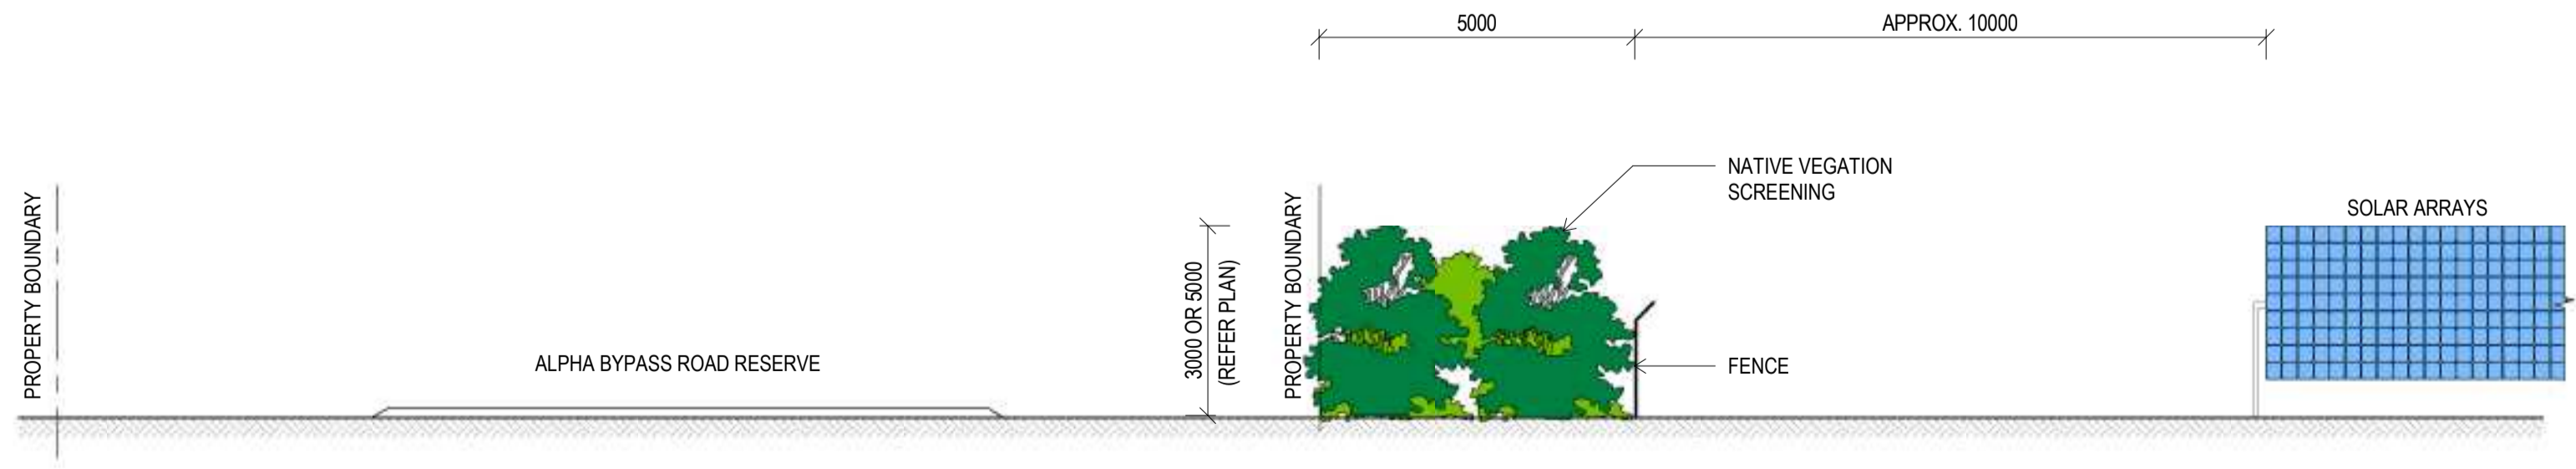 5000
APPROX. 10000
NATIVE VEGATION
SCREENING
SOLAR ARRAYS
PROPERTY BOUNDARY
ALPHA BYPASS ROAD RESERVE
3000 OR 5000
(REFER PLAN)
PROPERTY BOUNDARY
FENCE